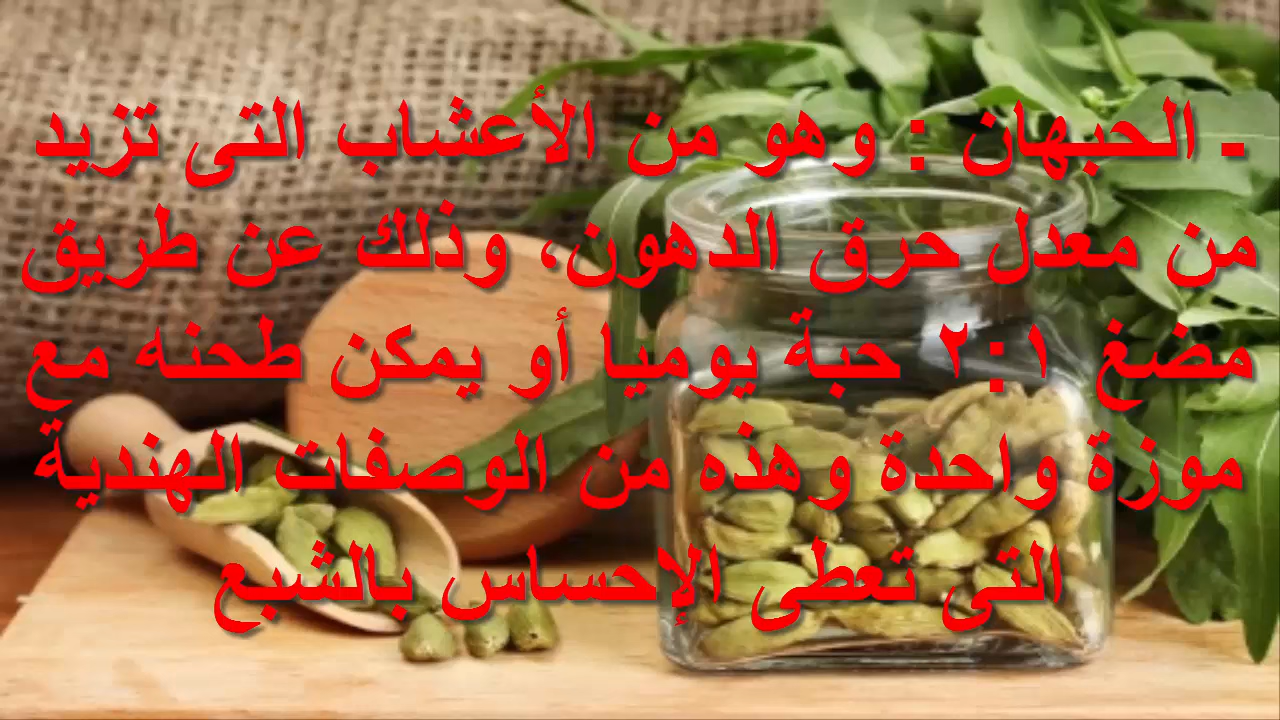 - الحبهان : وهو من الأعشاب التى تزيد
من معدل حرق الدهون، وذلك عن طريق
مضغ ٢:١ حبة يوميا أو يمكن طحنه مع
موزة واحدة وهذه من الوصفات الهندية
التى تعطى الإحساس بالشبع